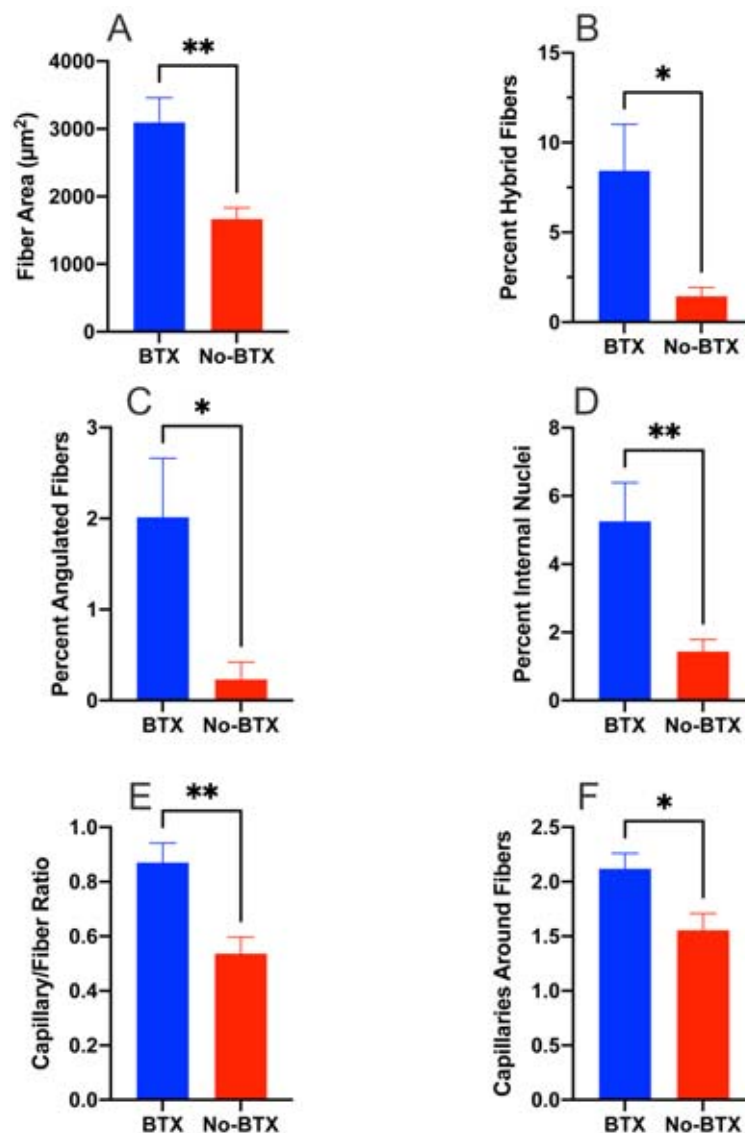 A
**
Fiber Area (µm²)
4000
3000
2000
1000
0
BTX No-BTX
B
*
Percent Hybrid Fibers
15
10
5
0
BTX No-BTX
C
*
Percent Angulated Fibers
3
2
1
0
BTX No-BTX
D
**
Percent Internal Nuclei
8
6
4
2
0
BTX No-BTX
E
**
Capillary/Fiber Ratio
1.0
0.8
0.6
0.4
0.2
0.0
BTX No-BTX
F
*
Capillaries Around Fibers
2.5
2.0
1.5
1.0
0.5
0.0
BTX No-BTX